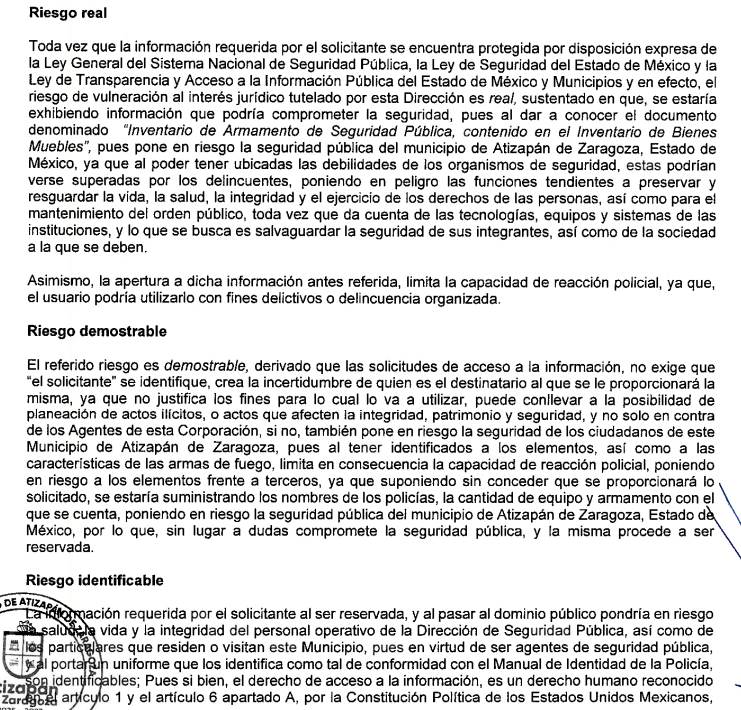 Riesgo real
Toda vez que la información requerida por el solicitante se encuentra protegida por disposición expresa de
la Ley General del Sistema Nacional de Seguridad Pública, la Ley de Seguridad del Estado de México y la
Ley de Transparencia y Acceso a la Información Pública del Estado de México y Municipios y en efecto, el
riesgo de vulneración al interés jurídico tutelado por esta Dirección es real, sustentado en que, se estaría
exhibiendo información que podría comprometer la seguridad, pues al dar a conocer el documento
denominado "Inventario de Armamento de Seguridad Pública, contenido en el Inventario de Bienes
Muebles", pues pone en riesgo la seguridad pública del municipio de Atizapán de Zaragoza, Estado de
México, ya que al poder tener ubicadas las debilidades de los organismos de seguridad, estas podrían
verse superadas por los delincuentes, poniendo en peligro las funciones tendientes a preservar y
resguardar la vida, la salud, la integridad y el ejercicio de los derechos de las personas, así como para el
mantenimiento del orden público, toda vez que da cuenta de las tecnologías, equipos y sistemas de las
instituciones, y lo que se busca es salvaguardar la seguridad de sus integrantes, así como de la sociedad
a la que se deben.
Asimismo, la apertura a dicha información antes referida, limita la capacidad de reacción policial, ya que,
el usuario podría utilizarlo con fines delictivos o delincuencia organizada.
Riesgo demostrable
El referido riesgo es demostrable, derivado que las solicitudes de acceso a la información, no exige que
"el solicitante" se identifique, crea la incertidumbre de quien es el destinatario al que se le proporcionará la
misma, ya que no justifica los fines para lo cual lo va a utilizar, puede conllevar a la posibilidad de
planeación de actos ilícitos, o actos que afecten la integridad, patrimonio y seguridad, y no solo en contra
de los Agentes de esta Corporación, si no, también pone en riesgo la seguridad de los ciudadanos de este
Municipio de Atizapán de Zaragoza, pues al tener identificados a los elementos, así como a las
características de las armas de fuego, limita en consecuencia la capacidad de reacción policial, poniendo
en riesgo a los elementos frente a terceros, ya que suponiendo sin conceder que se proporcionará lo
solicitado, se estaría suministrando los nombres de los policías, la cantidad de equipo y armamento con el
que se cuenta, poniendo en riesgo la seguridad pública del municipio de Atizapán de Zaragoza, Estado de
México, por lo que, sin lugar a dudas compromete la seguridad pública, y la misma procede a ser
reservada.
Riesgo identificable
La información requerida por el solicitante al ser reservada, y al pasar al dominio público pondría en riesgo
salud, la vida y la integridad del personal operativo de la Dirección de Seguridad Pública, así como de
los particulares que residen o visitan este Municipio, pues en virtud de ser agentes de seguridad pública,
al portar un uniforme que los identifica como tal de conformidad con el Manual de Identidad de la Policía,
son identificables; Pues si bien, el derecho de acceso a la información, es un derecho humano reconocido
en el artículo 1 y el artículo 6 apartado A, por la Constitución Política de los Estados Unidos Mexicanos,
DE ATIZAPÁN DE ZARAGOZA
tizapán
Zaragoza